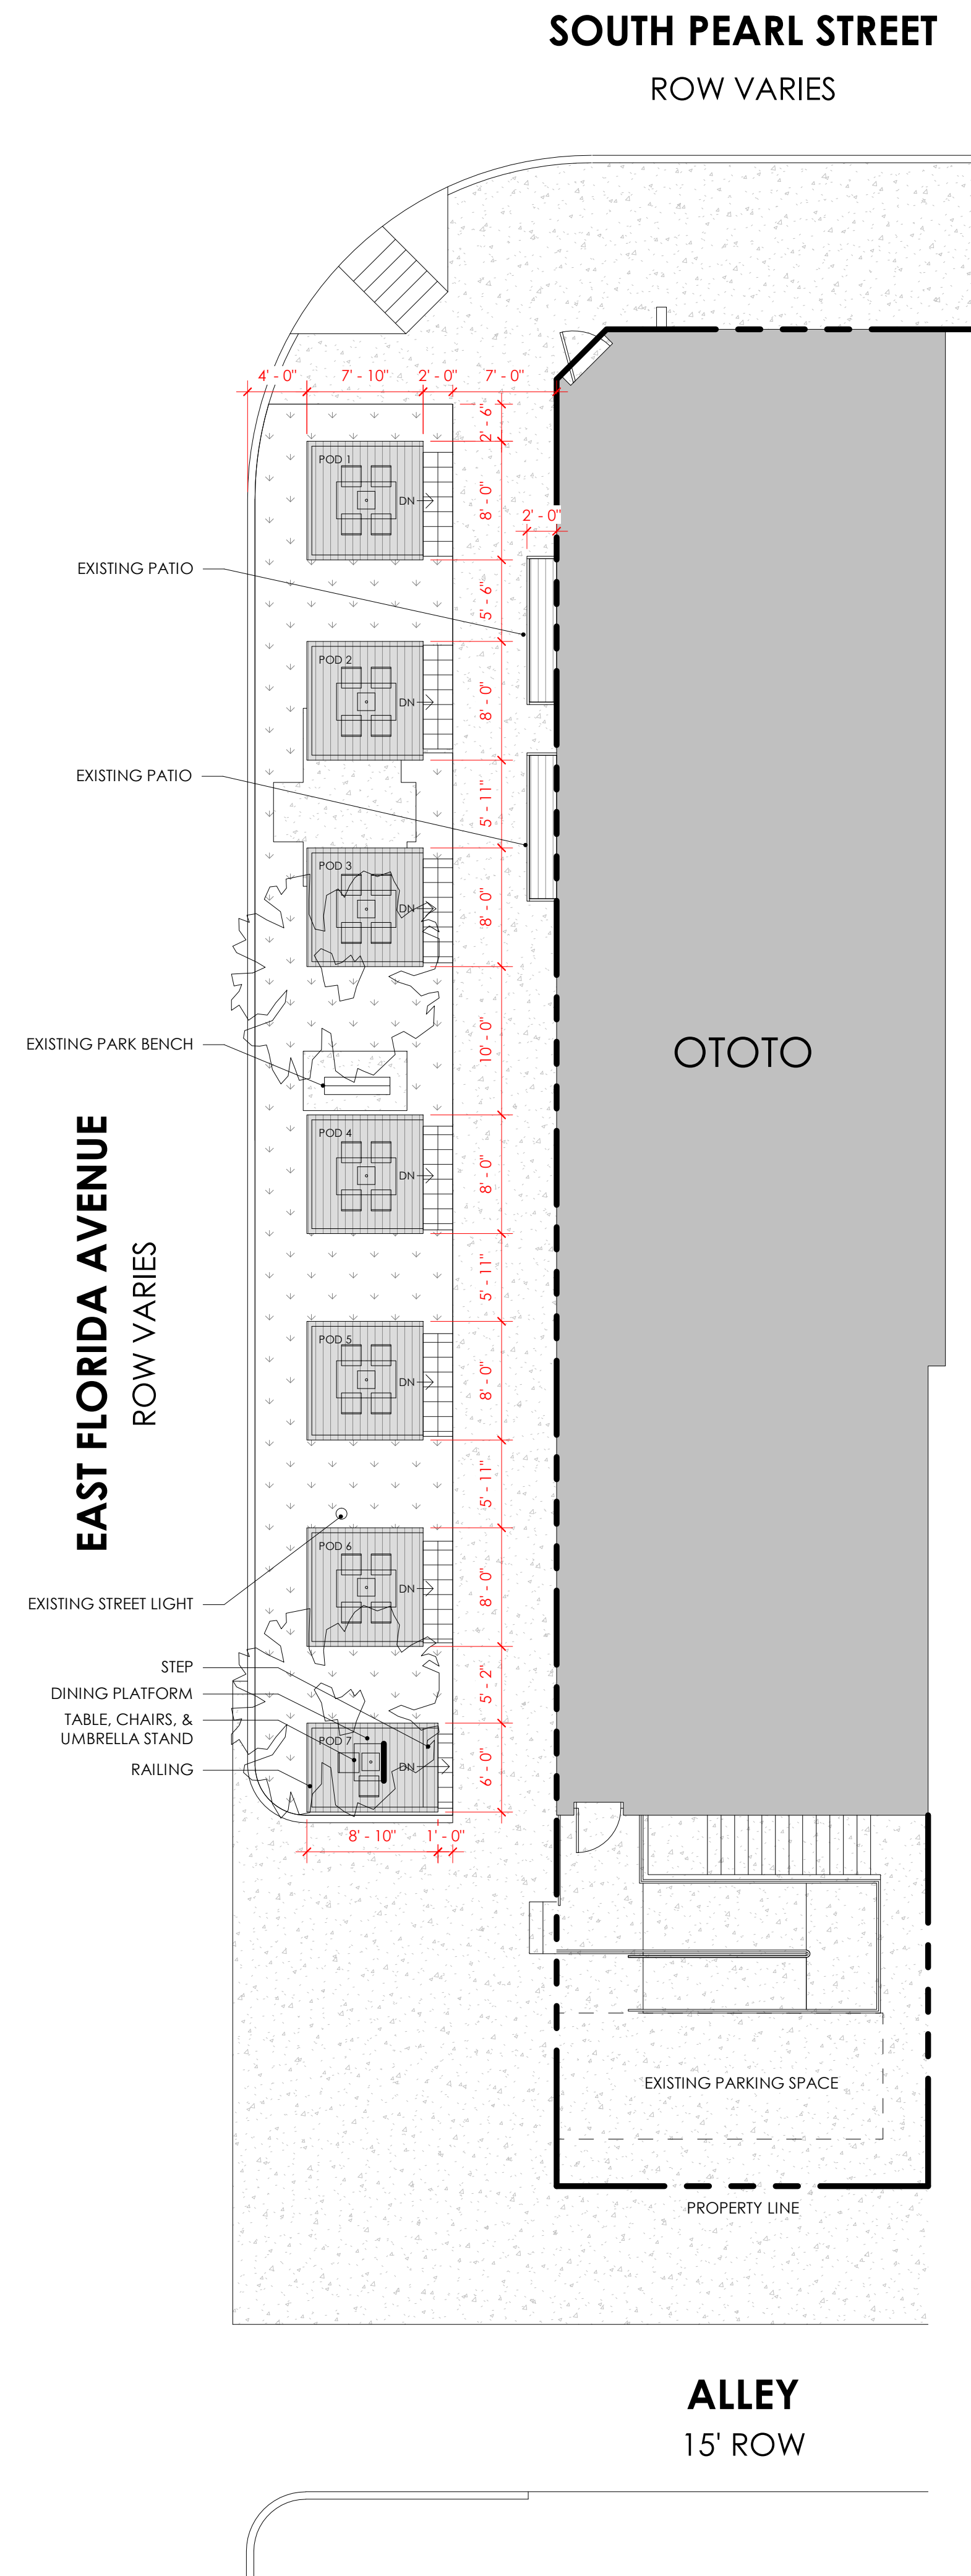 SOUTH PEARL STREET
ROW VARIES
4' - 0" 7' - 10" 2' - 0" 7' - 0"
2' - 6"
POD 1
DN
8' - 0"
2' - 0"
EXISTING PATIO
5' - 6"
POD 2
DN
8' - 0"
EXISTING PATIO
5' - 11"
POD 3
DN
8' - 0"
EXISTING PARK BENCH
10' - 0"
OTOTO
POD 4
DN
8' - 0"
EAST FLORIDA AVENUE
ROW VARIES
5' - 11"
POD 5
DN
8' - 0"
5' - 11"
POD 6
DN
8' - 0"
EXISTING STREET LIGHT
5' - 2"
STEP
DINING PLATFORM
TABLE, CHAIRS, &
UMBRELLA STAND
RAILING
POD 7
DN
6' - 0"
8' - 10" 1' - 0"
EXISTING PARKING SPACE
PROPERTY LINE
ALLEY
15' ROW